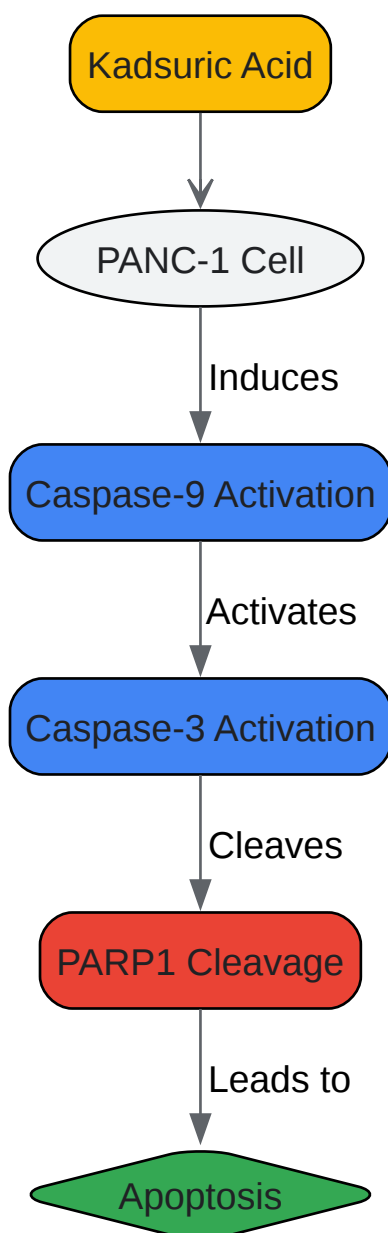 Kadsuric Acid
PANC-1 Cell
Induces
Caspase-9 Activation
Activates
Caspase-3 Activation
Cleaves
PARP1 Cleavage
Leads to
Apoptosis